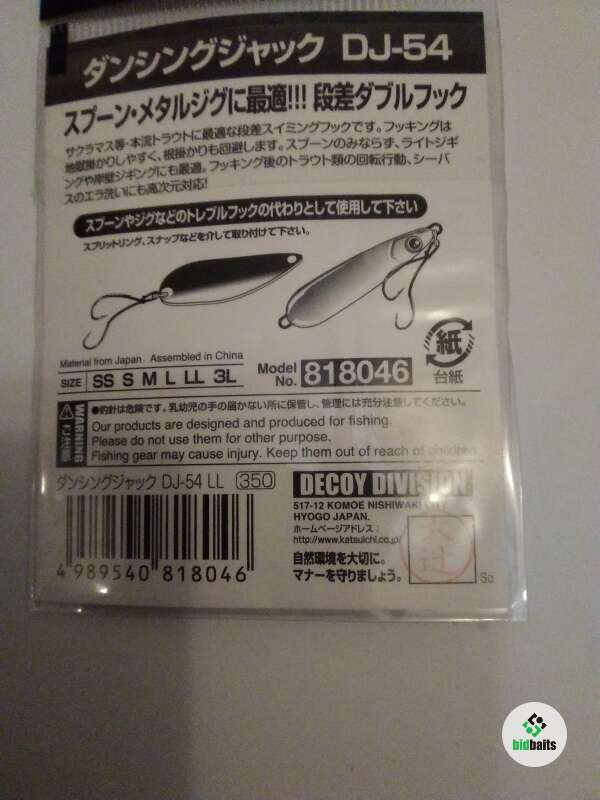 ダンシングジャック DJ-54
スプーン・メタルジグに最適!!! 段差ダブルフック
サクラマス等・本流トラウトに最適な段差スイミングフックです。フッキングは
地獄掛かりしやすく、根掛かりも回避します。スプーンのみならず、ライトジギ
ングや岸壁ジギングにも最適。フッキング後のトラウト類の回転行動、シーバ
スのエラ洗いにも高次元対応!
スプーンやジグなどのトレブルフックの代わりとして使用して下さい
スプリットリング、スナップなどを介して取り付けて下さい。
紙
台紙
Material from Japan. Assembled in China
SIZE SS S M L LL 3L
Model No. 818046
WARNING
●釣針は危険です。乳幼児の手の届かない所に保管し、管理には充分注意してください。
Our products are designed and produced for fishing.
Please do not use them for other purpose.
Fishing gear may cause injury. Keep them out of reach of children.
ダンシングジャック DJ-54 LL 350
4 989540 818046
DECOY DIVISION
517-12 KOMOE NISHIWAKI CITY
HYOGO JAPAN.
ホームページアドレス:
http://www.katsuichi.co.jp/
自然環境を大切に。
マナーを守りましょう。
So
bidbaits